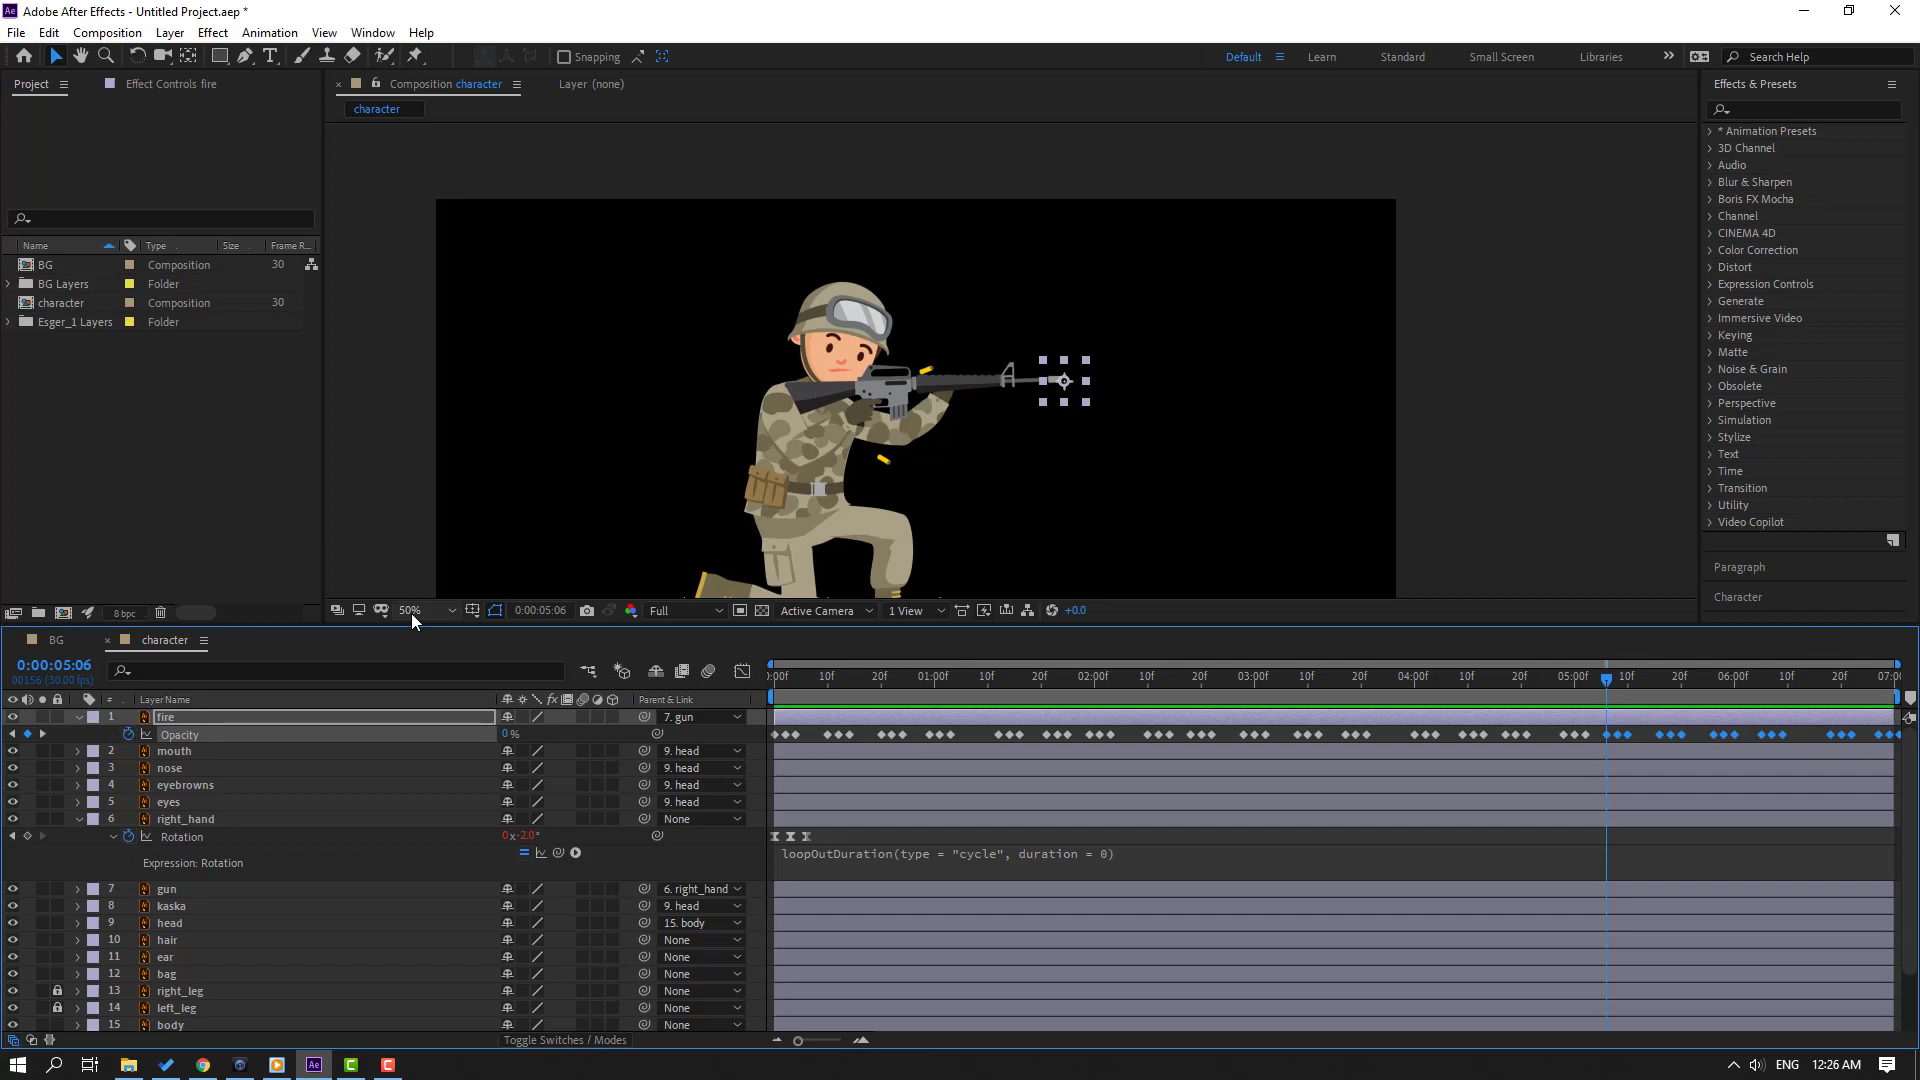 Adobe After Effects - Untitled Project.aep *
File Edit Composition Layer Effect Animation View Window Help
Snapping Default Learn Standard Small Screen Libraries Search Help
Project Effect Controls fire Composition character Layer (none) Effects & Presets
character
* Animation Presets
3D Channel
Audio
Blur & Sharpen
Boris FX Mocha
Channel
CINEMA 4D
Color Correction
Distort
Expression Controls
Generate
Immersive Video
Keying
Matte
Noise & Grain
Obsolete
Perspective
Simulation
Stylize
Text
Time
Transition
Utility
Video Copilot
Paragraph
Character
Name Type Size Frame R...
BG Composition 30
BG Layers Folder
character Composition 30
Esger_1 Layers Folder
8 bpc 50% 0:00:05:06 Full Active Camera 1 View +0.0
BG character
0:00:05:06
00156 (30.00 fps)
:00f 10f 20f 01:00f 10f 20f 02:00f 10f 20f 03:00f 10f 20f 04:00f 10f 20f 05:00f 10f 20f 06:00f 10f 20f 07:00
# Layer Name Parent & Link
1 fire 7. gun
Opacity 0 %
2 mouth 9. head
3 nose 9. head
4 eyebrowns 9. head
5 eyes 9. head
6 right_hand None
Rotation 0x-2.0°
Expression: Rotation loopOutDuration(type = "cycle", duration = 0)
7 gun 6. right_hand
8 kaska 9. head
9 head 15. body
10 hair None
11 ear None
12 bag None
13 right_leg None
14 left_leg None
15 body None
Toggle Switches / Modes
ENG 12:26 AM